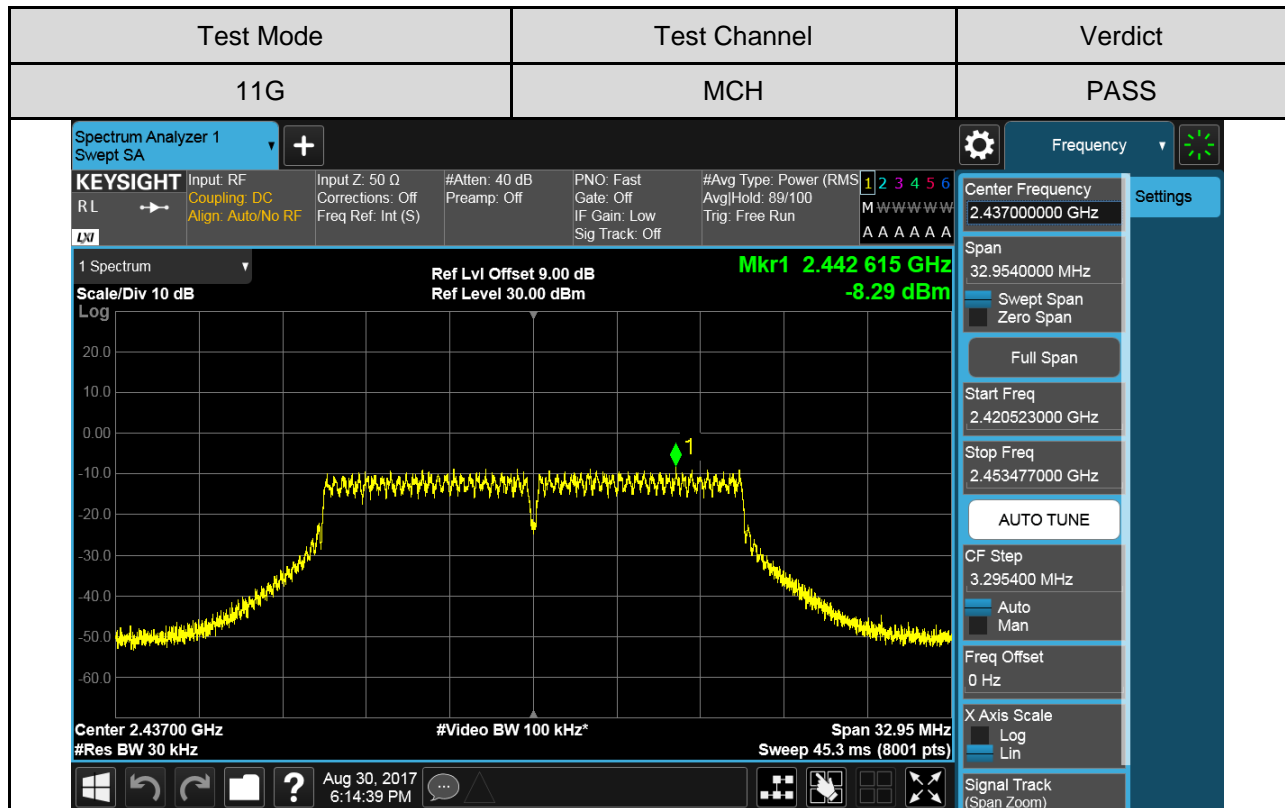 Test Mode Test Channel Verdict
11G MCH PASS
Spectrum Analyzer 1
Swept SA
+
Frequency
KEYSIGHT
R L
LXI
Input: RF
Coupling: DC
Align: Auto/No RF
Input Z: 50 Ω
Corrections: Off
Freq Ref: Int (S)
#Atten: 40 dB
Preamp: Off
PNO: Fast
Gate: Off
IF Gain: Low
Sig Track: Off
#Avg Type: Power (RMS
Avg|Hold: 89/100
Trig: Free Run
1 2 3 4 5 6
M W W W W W
A A A A A A
1 Spectrum
Scale/Div 10 dB
Log
Ref Lvl Offset 9.00 dB
Ref Level 30.00 dBm
Mkr1 2.442 615 GHz
-8.29 dBm
20.0
10.0
0.00
1
-10.0
-20.0
-30.0
-40.0
-50.0
-60.0
Center 2.43700 GHz
#Res BW 30 kHz
#Video BW 100 kHz*
Span 32.95 MHz
Sweep 45.3 ms (8001 pts)
?
Aug 30, 2017
6:14:39 PM
Center Frequency
2.437000000 GHz
Settings
Span
32.9540000 MHz
Swept Span
Zero Span
Full Span
Start Freq
2.420523000 GHz
Stop Freq
2.453477000 GHz
AUTO TUNE
CF Step
3.295400 MHz
Auto
Man
Freq Offset
0 Hz
X Axis Scale
Log
Lin
Signal Track
(Span Zoom)